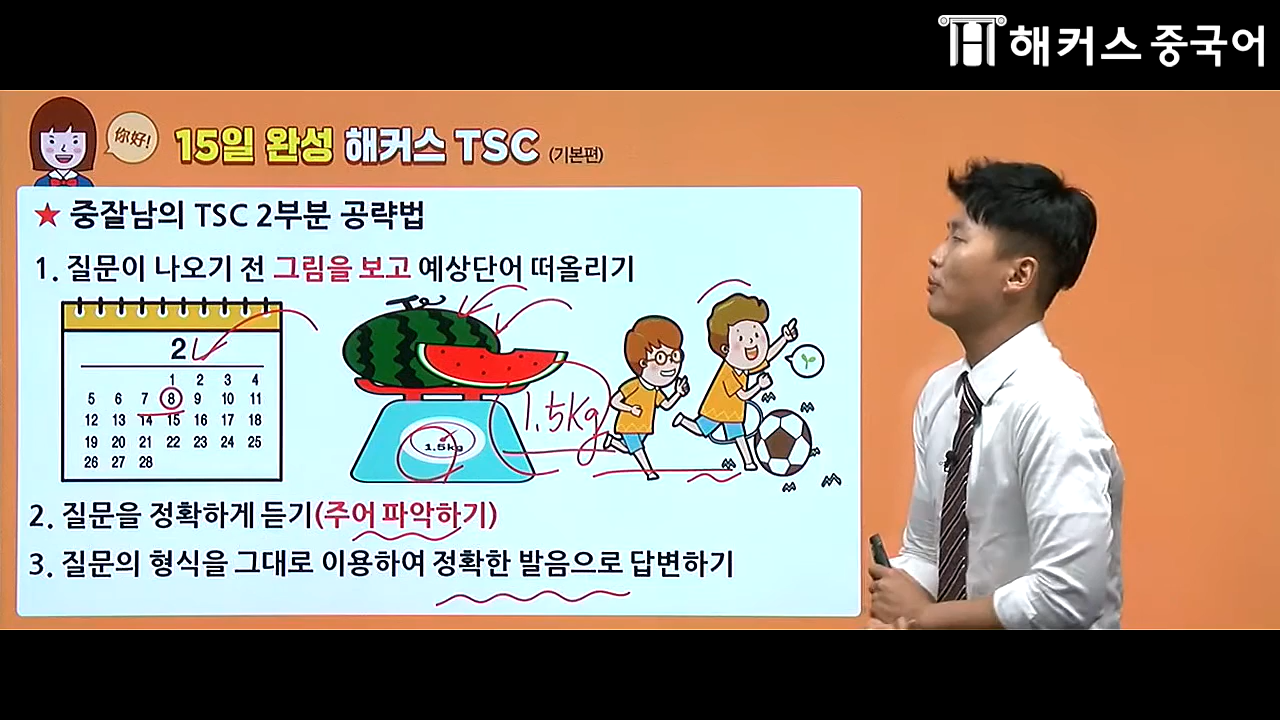 해커스 중국어
你好!
15일 완성 해커스 TSC (기본편)
★ 중잘남의 TSC 2부분 공략법
1. 질문이 나오기 전 그림을 보고 예상단어 떠올리기
2
1 2 3 4
5 6 7 8 9 10 11
12 13 14 15 16 17 18
19 20 21 22 23 24 25
26 27 28
1.5kg
1.5kg
2. 질문을 정확하게 듣기(주어 파악하기)
3. 질문의 형식을 그대로 이용하여 정확한 발음으로 답변하기